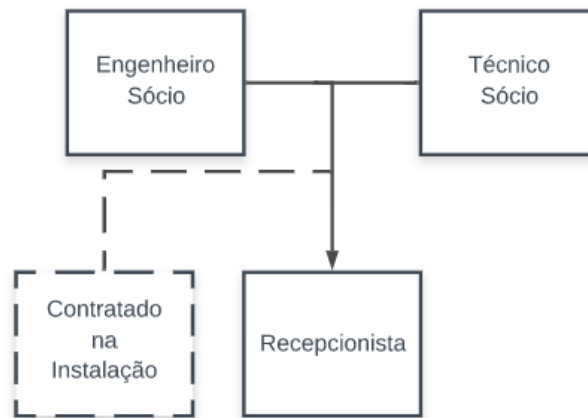 Engenheiro
Sócio
Técnico
Sócio
Contratado
na
Instalação
Recepcionista